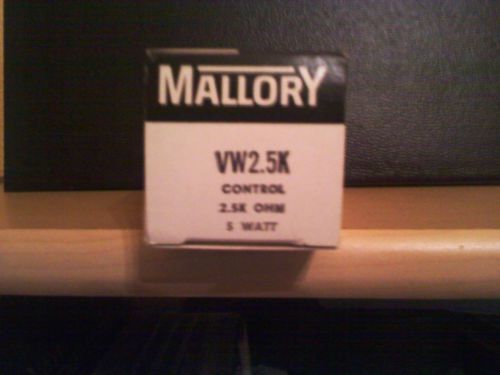 MALLORY
VW2.5K
CONTROL
2.5K OHM
5 WATT